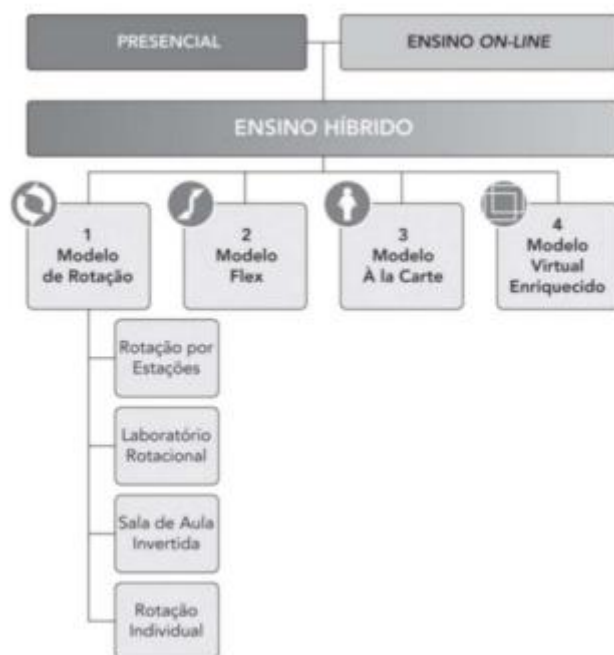 PRESENCIAL
ENSINO ON-LINE
ENSINO HÍBRIDO
1
Modelo
de Rotação
2
Modelo
Flex
3
Modelo
À la Carte
4
Modelo
Virtual
Enriquecido
Rotação por
Estações
Laboratório
Rotacional
Sala de Aula
Invertida
Rotação
Individual